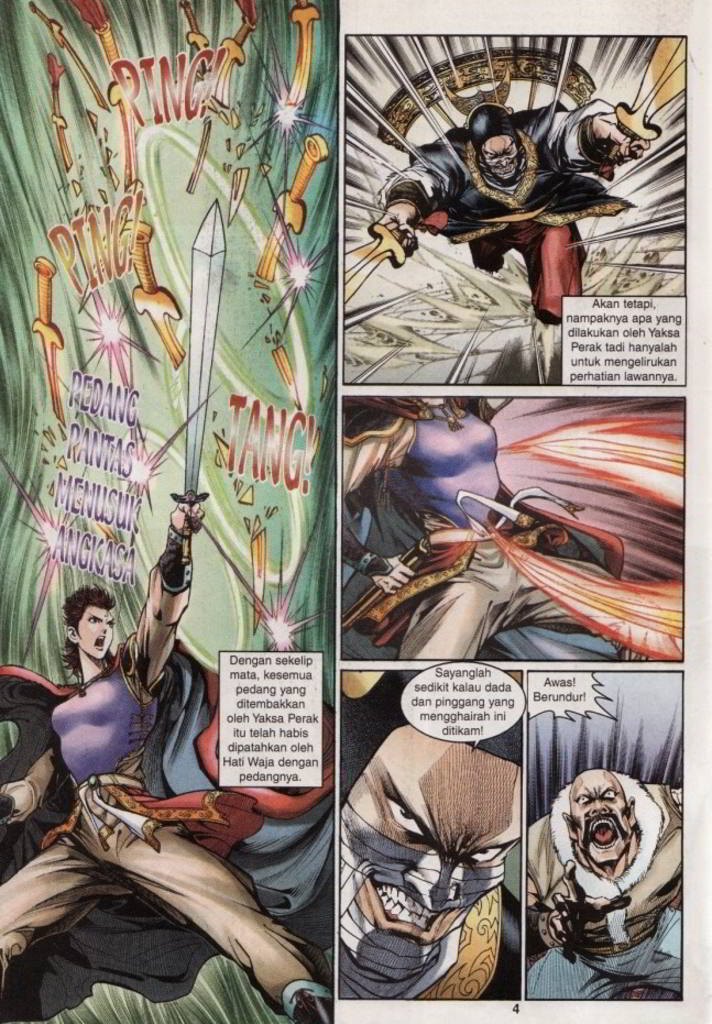 PING!
PING!
PEDANG
PANTAS
MENUSUK
ANGKASA
TANG!
Dengan sekelip
mata, kesemua
pedang yang
ditembakkan
oleh Yaksa Perak
itu telah habis
dipatahkan oleh
Hati Waja dengan
pedangnya.
Akan tetapi,
nampaknya apa yang
dilakukan oleh Yaksa
Perak tadi hanyalah
untuk mengelirukan
perhatian lawannya.
Sayanglah
sedikit kalau dada
dan pinggang yang
menghairah ini
ditikam!
Awas!
Berundur!
4